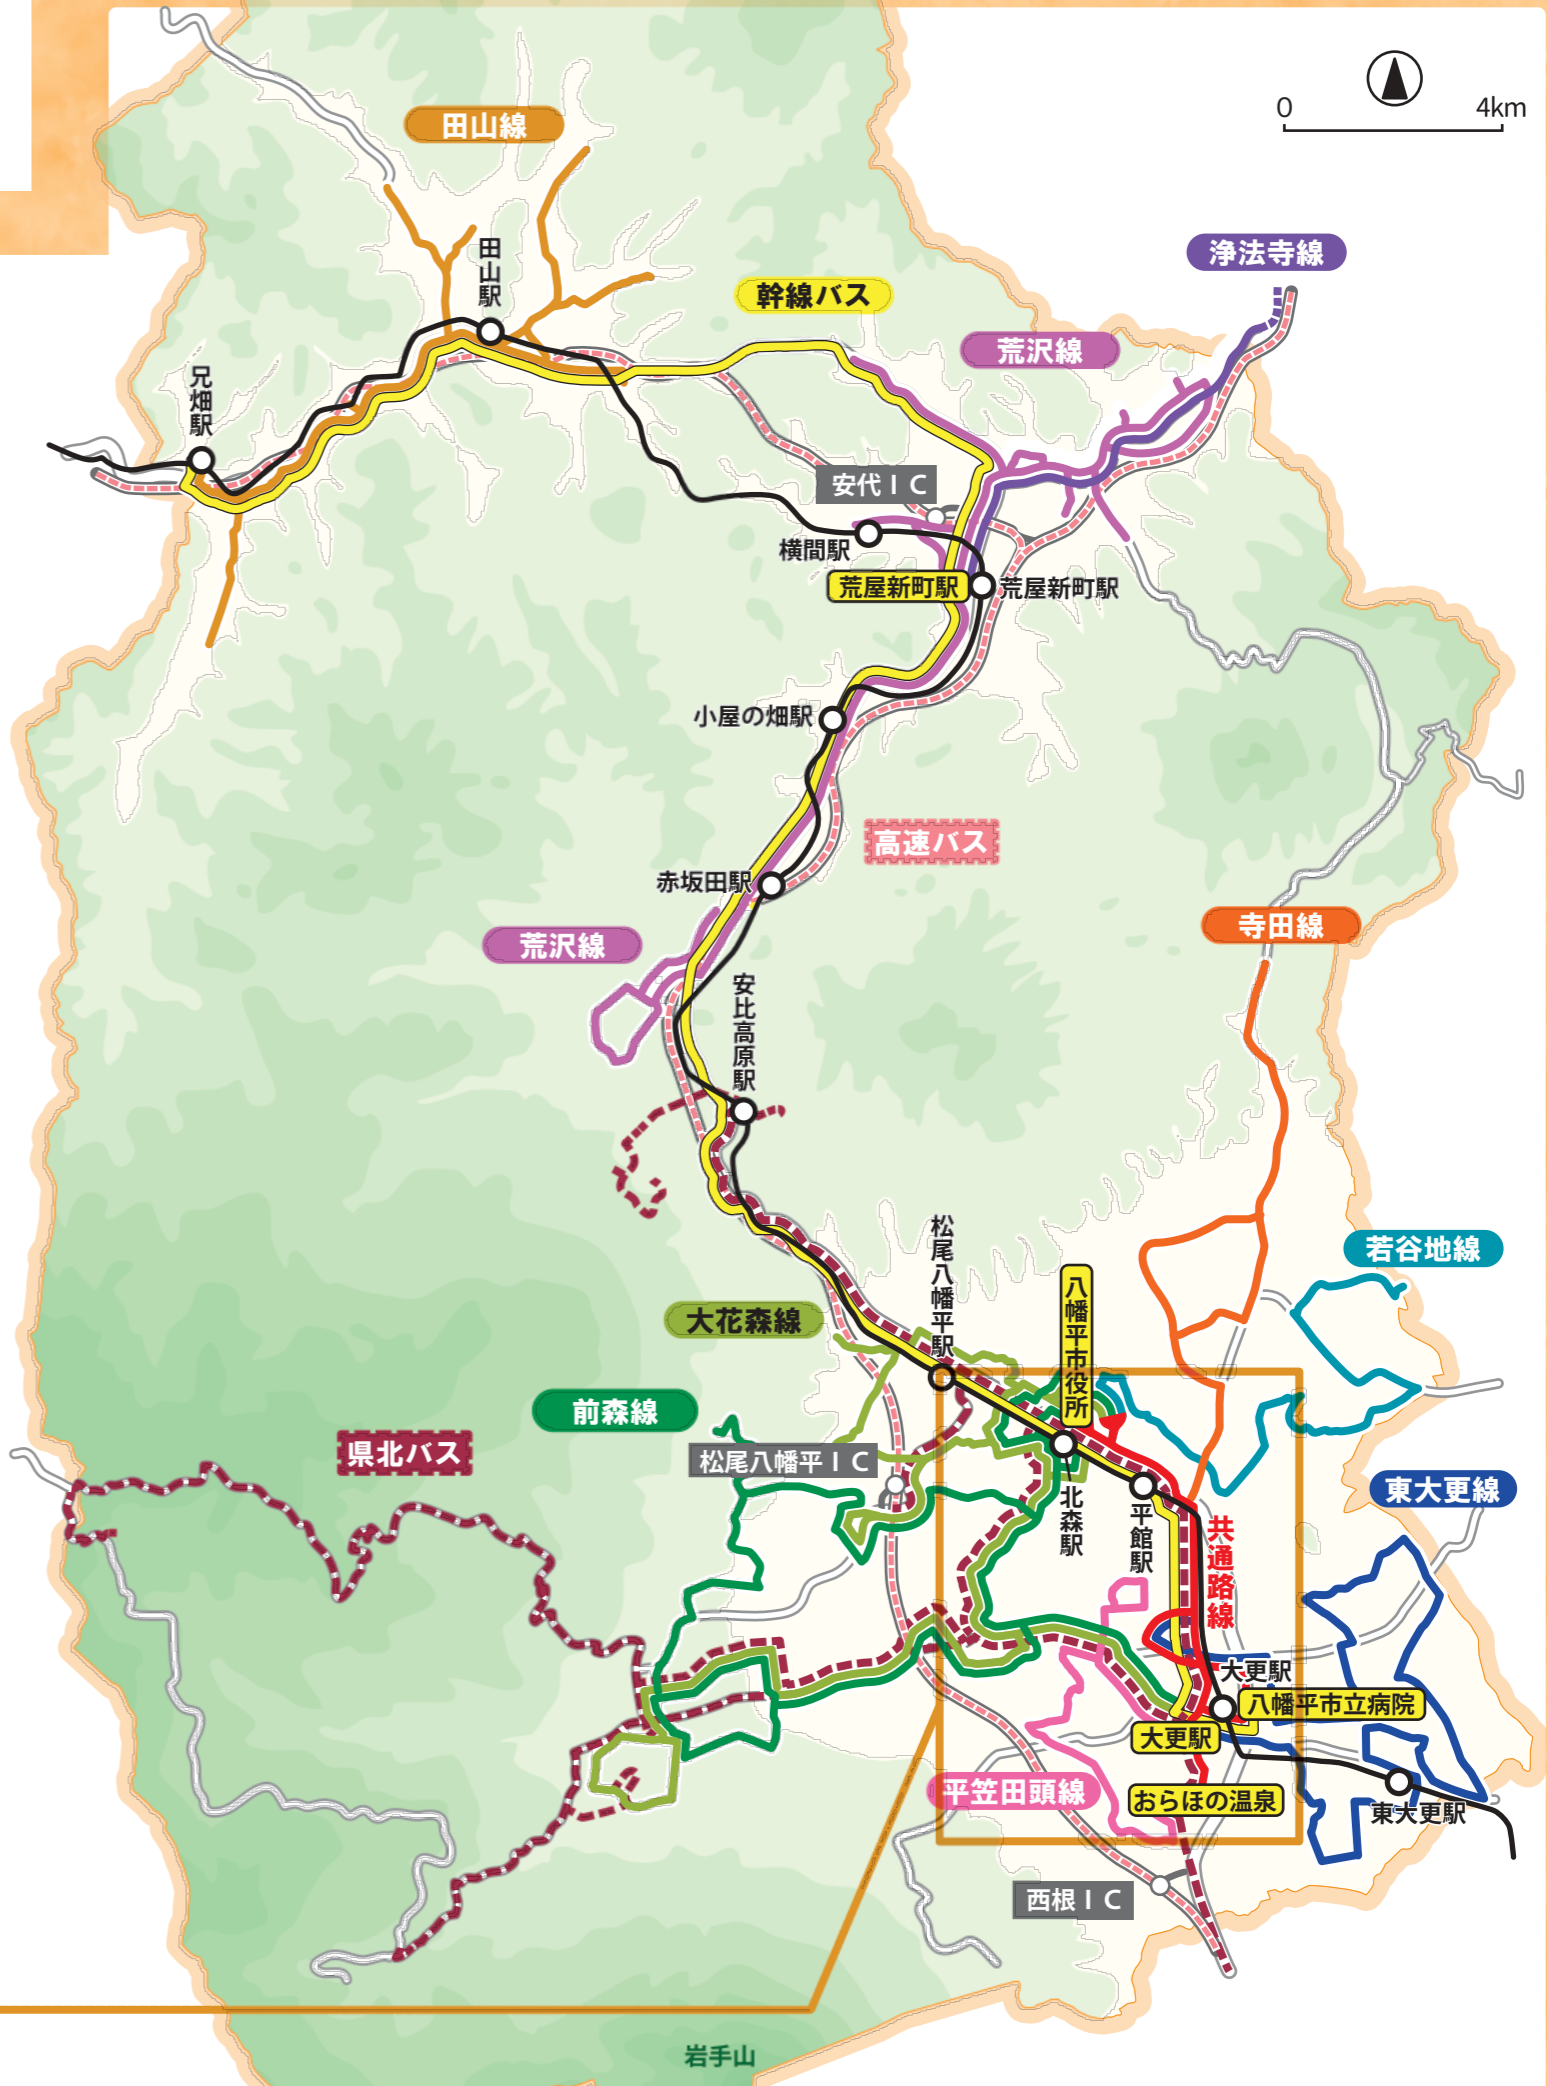 0
4km
田山線
浄法寺線
田山駅
幹線バス
荒沢線
兄畑駅
安代IC
横間駅
荒屋新町駅
荒屋新町駅
小屋の畑駅
高速バス
赤坂田駅
寺田線
荒沢線
安比高原駅
松尾八幡平駅
若谷地線
八幡平市役所
大花森線
前森線
県北バス
松尾八幡平IC
東大更線
北森駅
平館駅
共通路線
大更駅
八幡平市立病院
大更駅
平笠田頭線
おらほの温泉
東大更駅
西根IC
岩手山